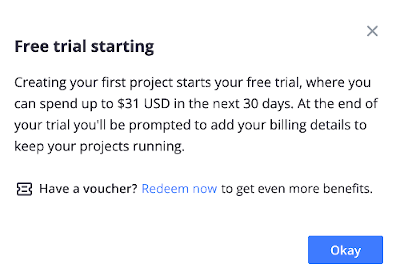 Free trial starting
Creating your first project starts your free trial, where you
can spend up to $31 USD in the next 30 days. At the end of
your trial you'll be prompted to add your billing details to
keep your projects running.
Have a voucher? Redeem now to get even more benefits.
Okay